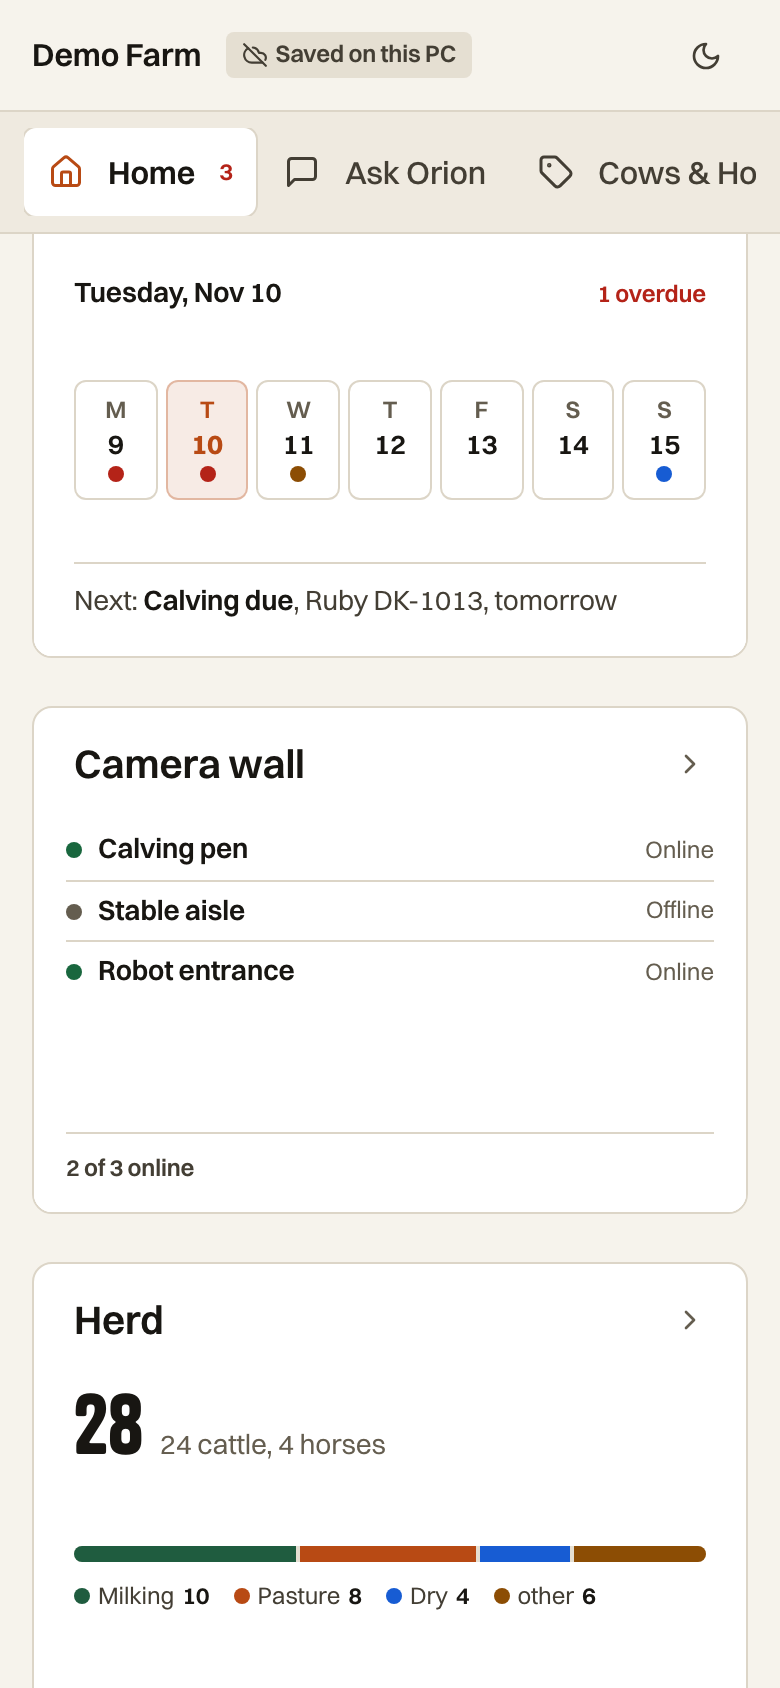 Demo Farm Saved on this PC
Home 3 Ask Orion Cows & Ho
Tuesday, Nov 10 1 overdue
M T W T F S S
9 10 11 12 13 14 15
Next: Calving due, Ruby DK-1013, tomorrow
Camera wall
Calving pen Online
Stable aisle Offline
Robot entrance Online
2 of 3 online
Herd
28 24 cattle, 4 horses
Milking 10 Pasture 8 Dry 4 other 6